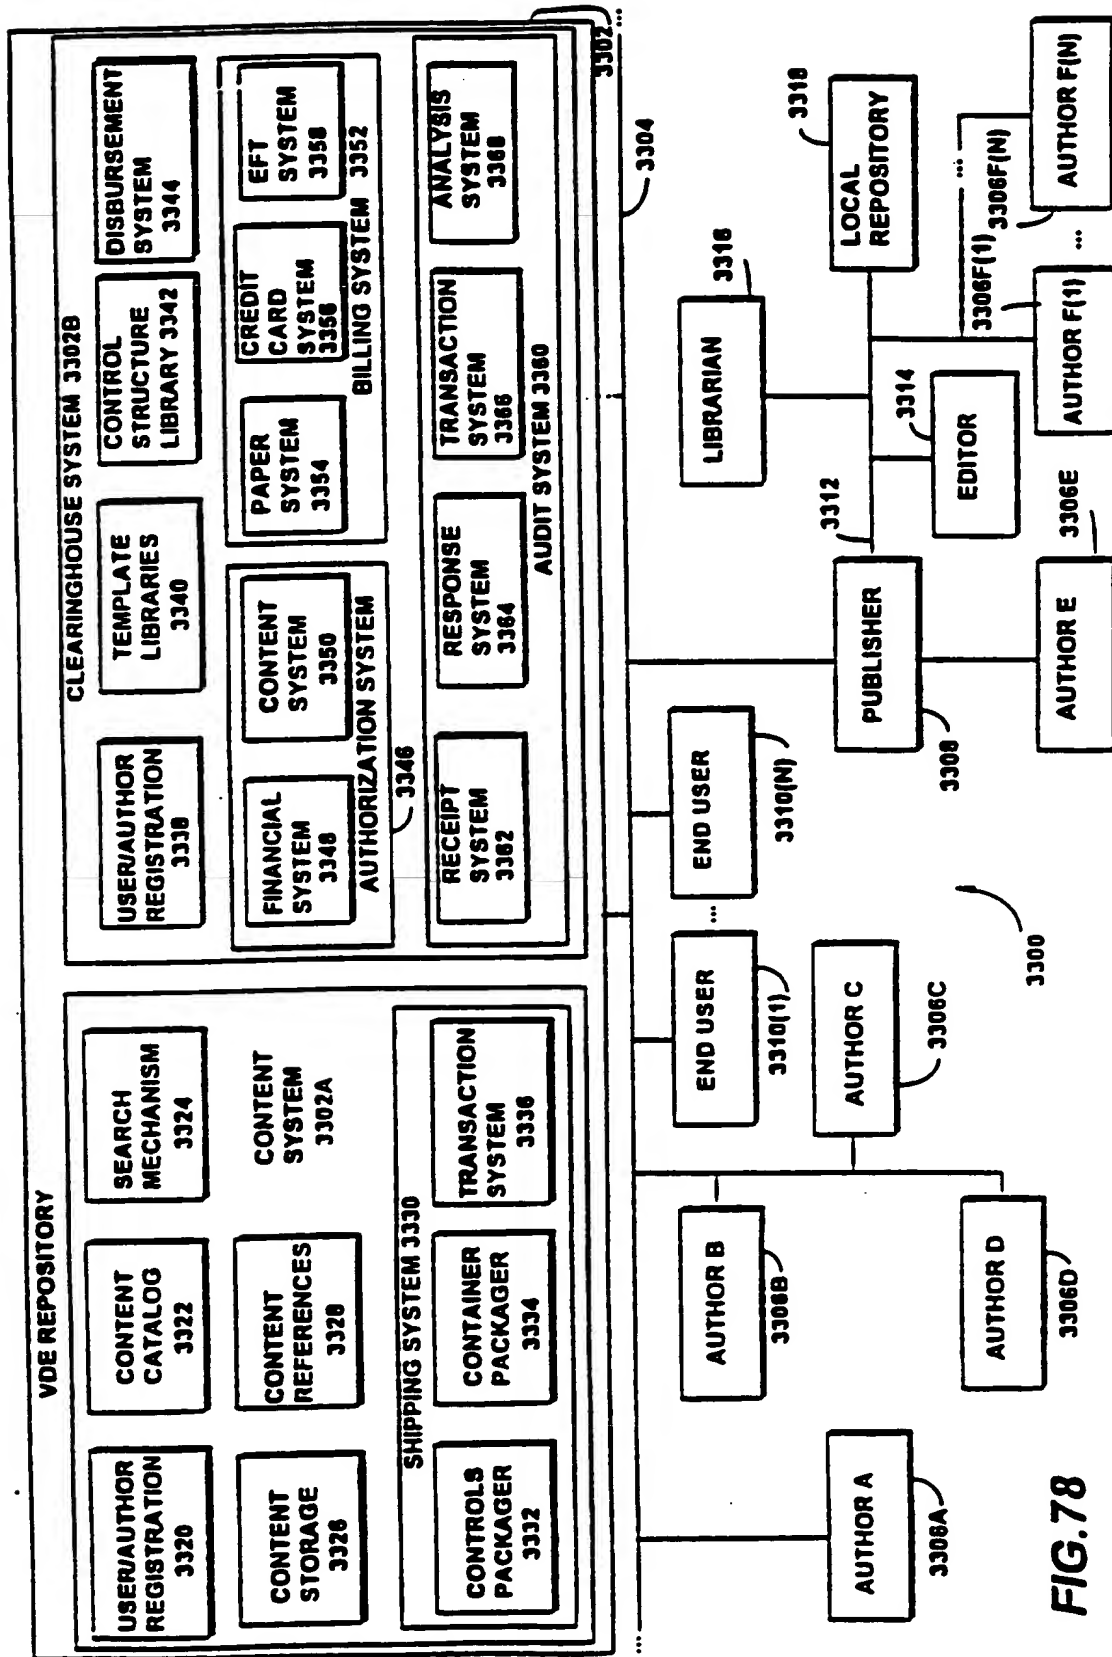 VDE REPOSITORY
USER/AUTHOR
REGISTRATION
3320
CONTENT
CATALOG
3322
SEARCH
MECHANISM
3324
CONTENT
STORAGE
3326
CONTENT
REFERENCES
3328
CONTENT
SYSTEM
3302A
SHIPPING SYSTEM 3330
CONTROLS
PACKAGER
3332
CONTAINER
PACKAGER
3334
TRANSACTION
SYSTEM
3336
CLEARINGHOUSE SYSTEM 3302B
USER/AUTHOR
REGISTRATION
3338
TEMPLATE
LIBRARIES
3340
CONTROL
STRUCTURE
LIBRARY 3342
DISBURSEMENT
SYSTEM
3344
FINANCIAL
SYSTEM
3348
CONTENT
SYSTEM
3350
AUTHORIZATION SYSTEM
3346
PAPER
SYSTEM
3354
CREDIT
CARD
SYSTEM
3356
EFT
SYSTEM
3358
BILLING SYSTEM 3352
RECEIPT
SYSTEM
3362
RESPONSE
SYSTEM
3364
TRANSACTION
SYSTEM
3366
ANALYSIS
SYSTEM
3368
AUDIT SYSTEM 3360
3302
...
...
3304
AUTHOR A
3306A
AUTHOR B
3306B
AUTHOR C
3306C
AUTHOR D
3306D
END USER
3310(1)
...
END USER
3310(N)
PUBLISHER
3308
3312
AUTHOR E
3306E
EDITOR
3314
LIBRARIAN
3316
LOCAL
REPOSITORY
3318
AUTHOR F(1)
3306F(1)
...
...
AUTHOR F(N)
3306F(N)
3300
FIG.78